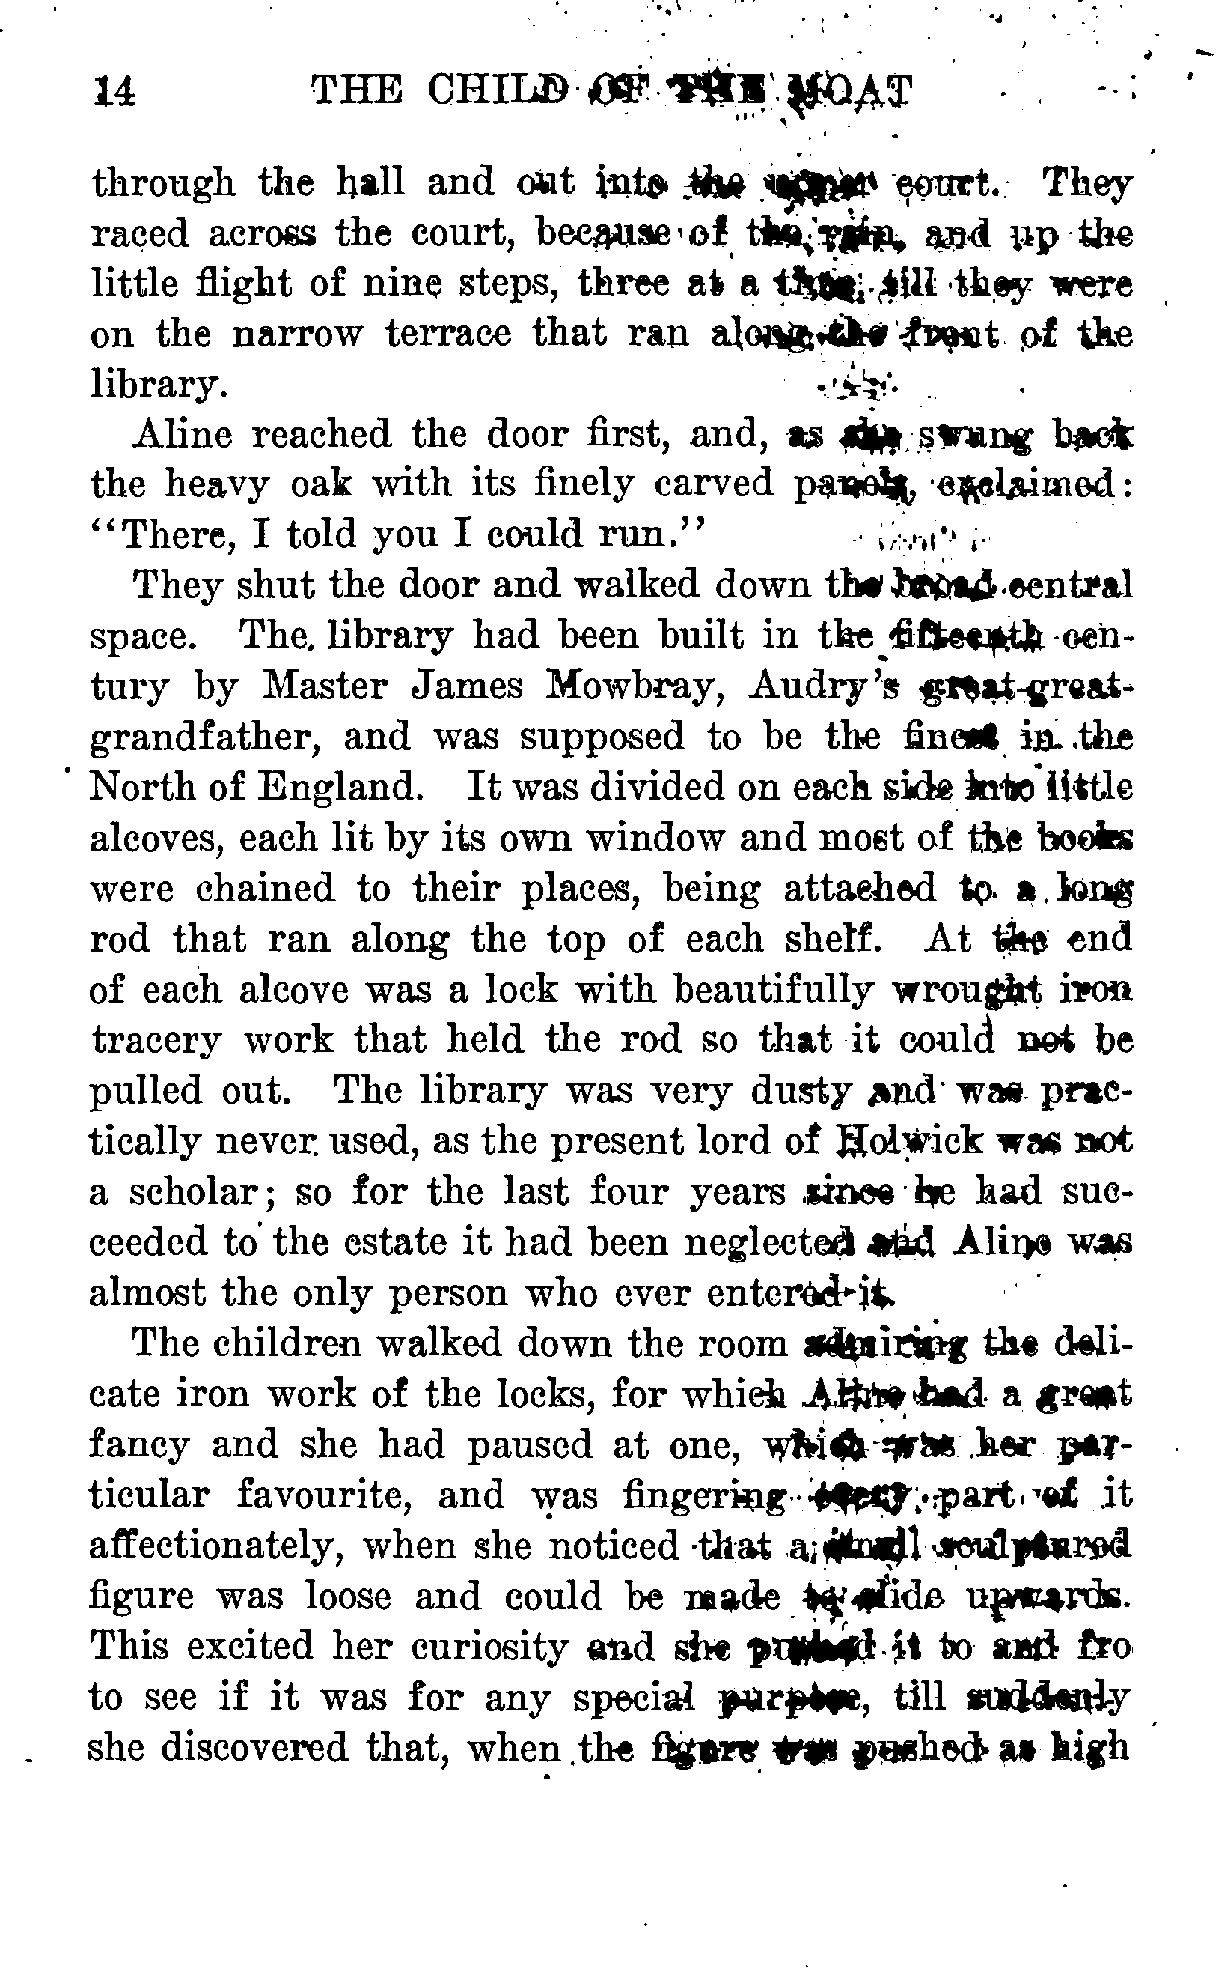 14 THE CHILD OF THE MOAT
through the hall and out into the upper court. They
raced across the court, because of the rain, and up the
little flight of nine steps, three at a time, till they were
on the narrow terrace that ran along the front of the
library.
Aline reached the door first, and, as she swung back
the heavy oak with its finely carved panels, exclaimed:
“There, I told you I could run.”
They shut the door and walked down the broad central
space. The library had been built in the fifteenth cen-
tury by Master James Mowbray, Audry’s great-great-
grandfather, and was supposed to be the finest in the
North of England. It was divided on each side into little
alcoves, each lit by its own window and most of the books
were chained to their places, being attached to a long
rod that ran along the top of each shelf. At the end
of each alcove was a lock with beautifully wrought iron
tracery work that held the rod so that it could not be
pulled out. The library was very dusty and was prac-
tically never used, as the present lord of Holwick was not
a scholar; so for the last four years since he had suc-
ceeded to the estate it had been neglected and Aline was
almost the only person who ever entered it.
The children walked down the room admiring the deli-
cate iron work of the locks, for which Aline had a great
fancy and she had paused at one, which was her par-
ticular favourite, and was fingering every part of it
affectionately, when she noticed that a small sculptured
figure was loose and could be made to slide upwards.
This excited her curiosity and she pushed it to and fro
to see if it was for any special purpose, till suddenly
she discovered that, when the figure was pushed as high